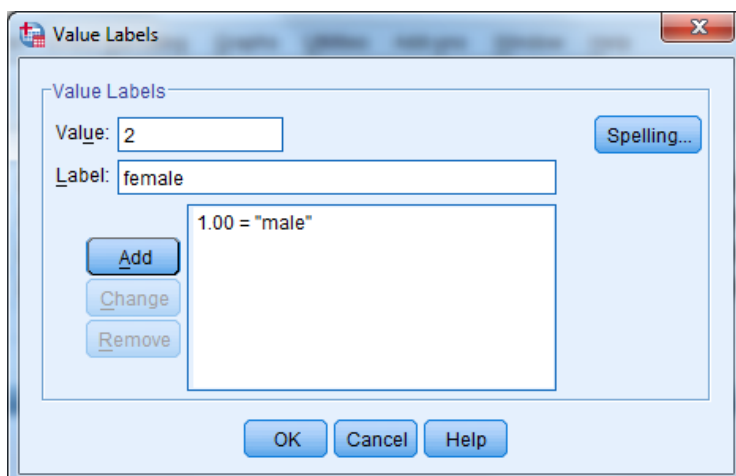 Value Labels
Value Labels
Value: 2
Spelling...
Label: female
1.00 = "male"
Add
Change
Remove
OK Cancel Help